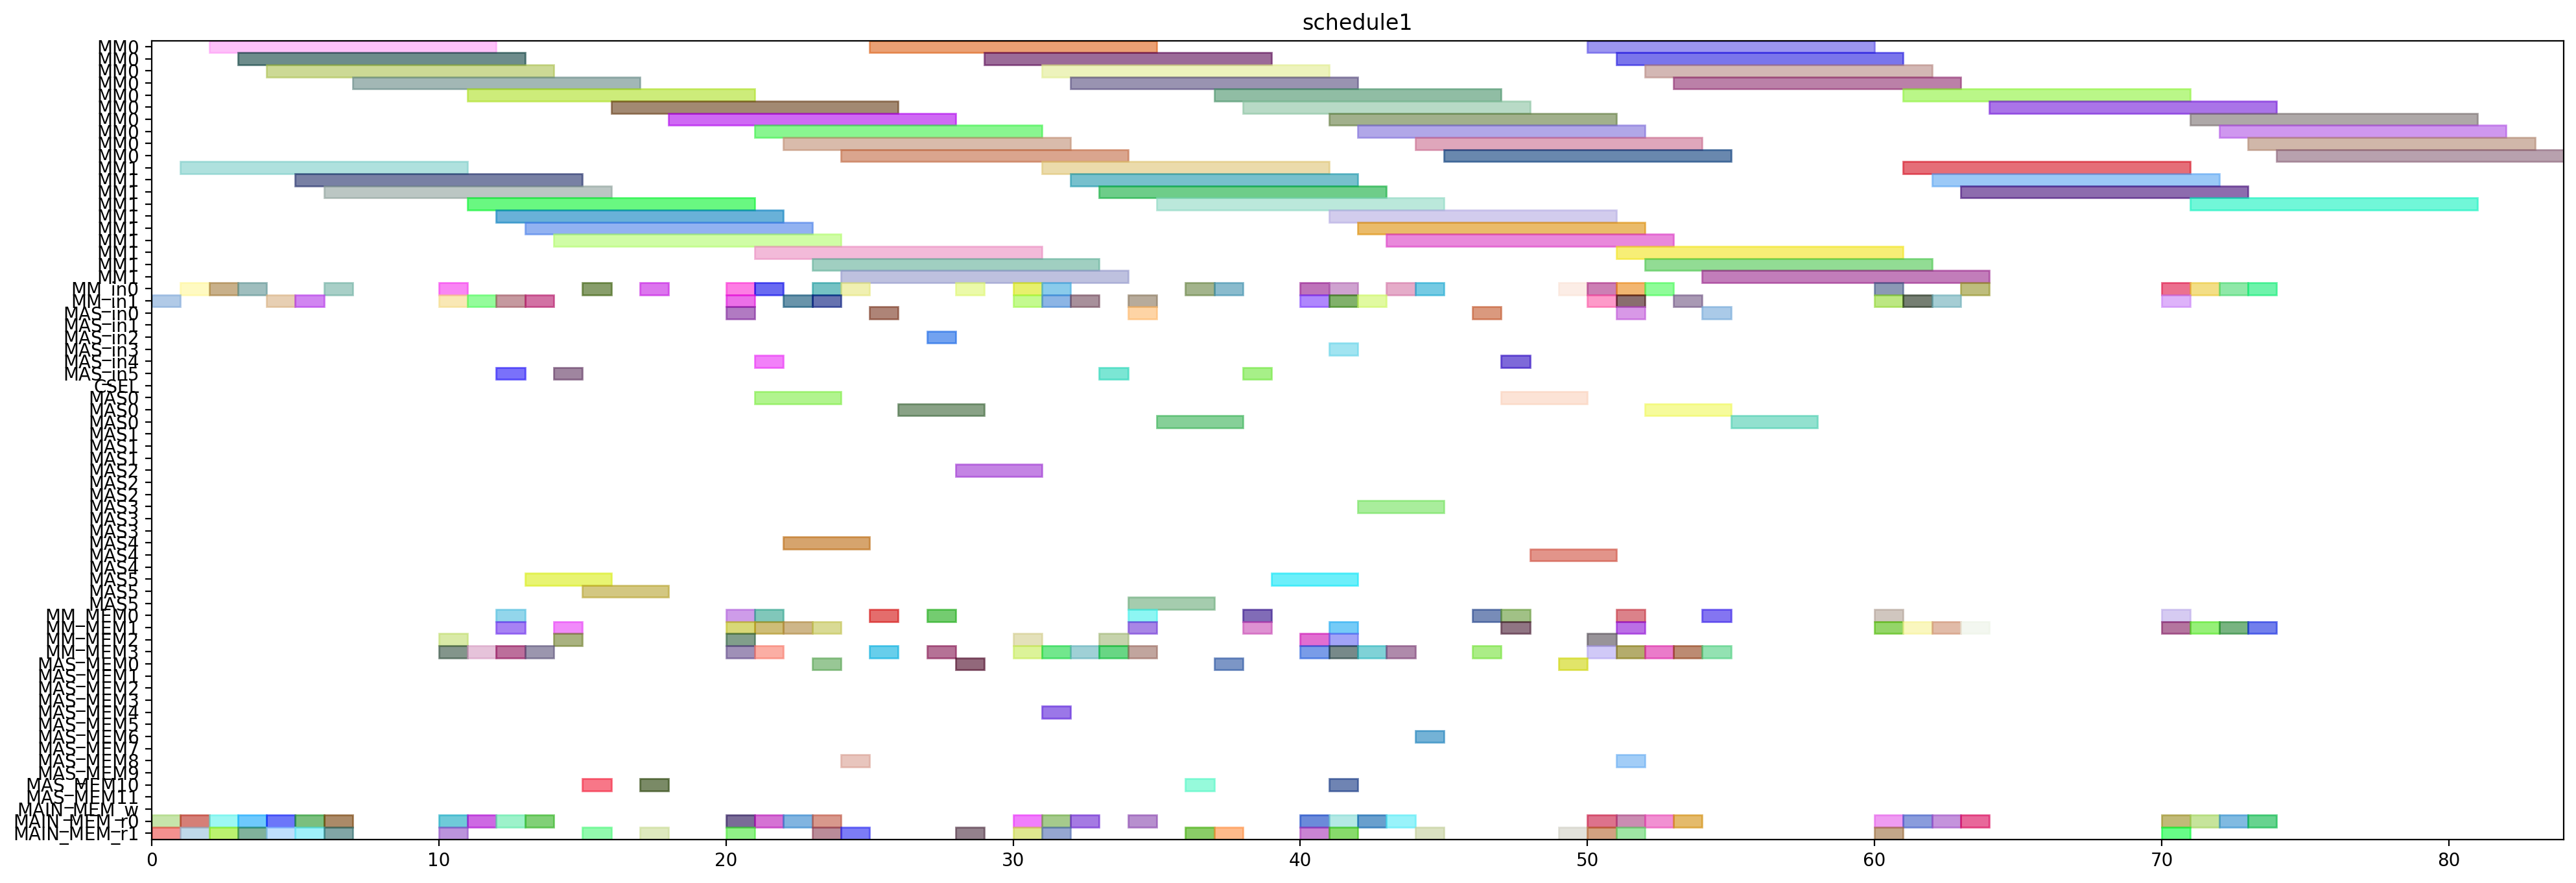 schedule1
MM0
MM0
MM0
MM0
MM0
MM0
MM0
MM0
MM0
MM0
MM1
MM1
MM1
MM1
MM1
MM1
MM1
MM1
MM1
MM1
MM_in0
MM_in1
MAS_in0
MAS_in1
MAS_in2
MAS_in3
MAS_in4
MAS_in5
CSEL
MAS0
MAS0
MAS0
MAS1
MAS1
MAS1
MAS2
MAS2
MAS2
MAS3
MAS3
MAS3
MAS4
MAS4
MAS4
MAS5
MAS5
MAS5
MM_MEM0
MM_MEM1
MM_MEM2
MM_MEM3
MAS_MEM0
MAS_MEM1
MAS_MEM2
MAS_MEM3
MAS_MEM4
MAS_MEM5
MAS_MEM6
MAS_MEM7
MAS_MEM8
MAS_MEM9
MAS_MEM10
MAS_MEM11
MAIN_MEM_w
MAIN_MEM_r0
MAIN_MEM_r1
0 10 20 30 40 50 60 70 80